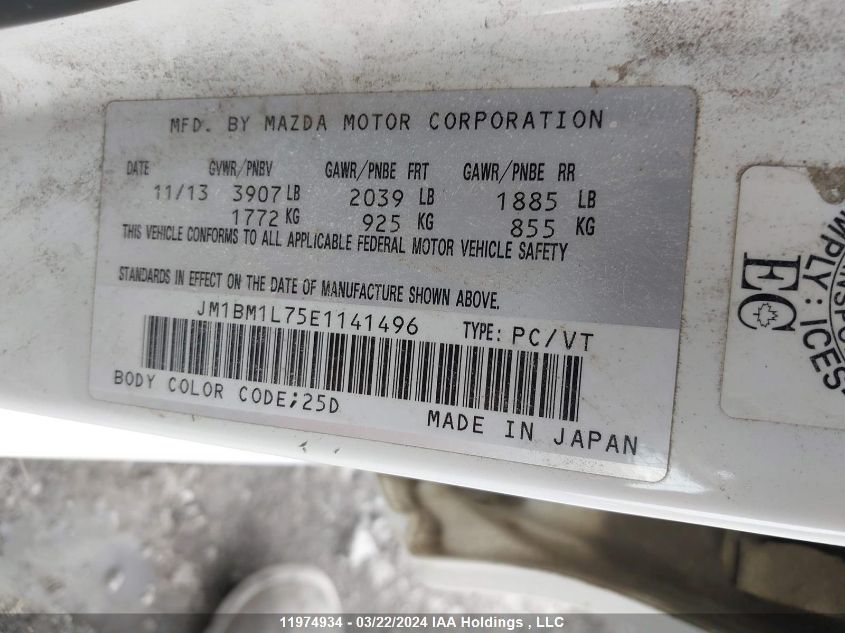 MFD. BY MAZDA MOTOR CORPORATION
DATE GVWR/PNBV GAWR/PNBE FRT GAWR/PNBE RR
11/13 3907 LB 2039 LB 1885 LB
1772 KG 925 KG 855 KG
THIS VEHICLE CONFORMS TO ALL APPLICABLE FEDERAL MOTOR VEHICLE SAFETY
STANDARDS IN EFFECT ON THE DATE OF MANUFACTURE SHOWN ABOVE.
JM1BM1L75E1141496 TYPE: PC/VT
BODY COLOR CODE;25D
MADE IN JAPAN
EC
MPLY: ICES
11974934 - 03/22/2024 IAA Holdings , LLC